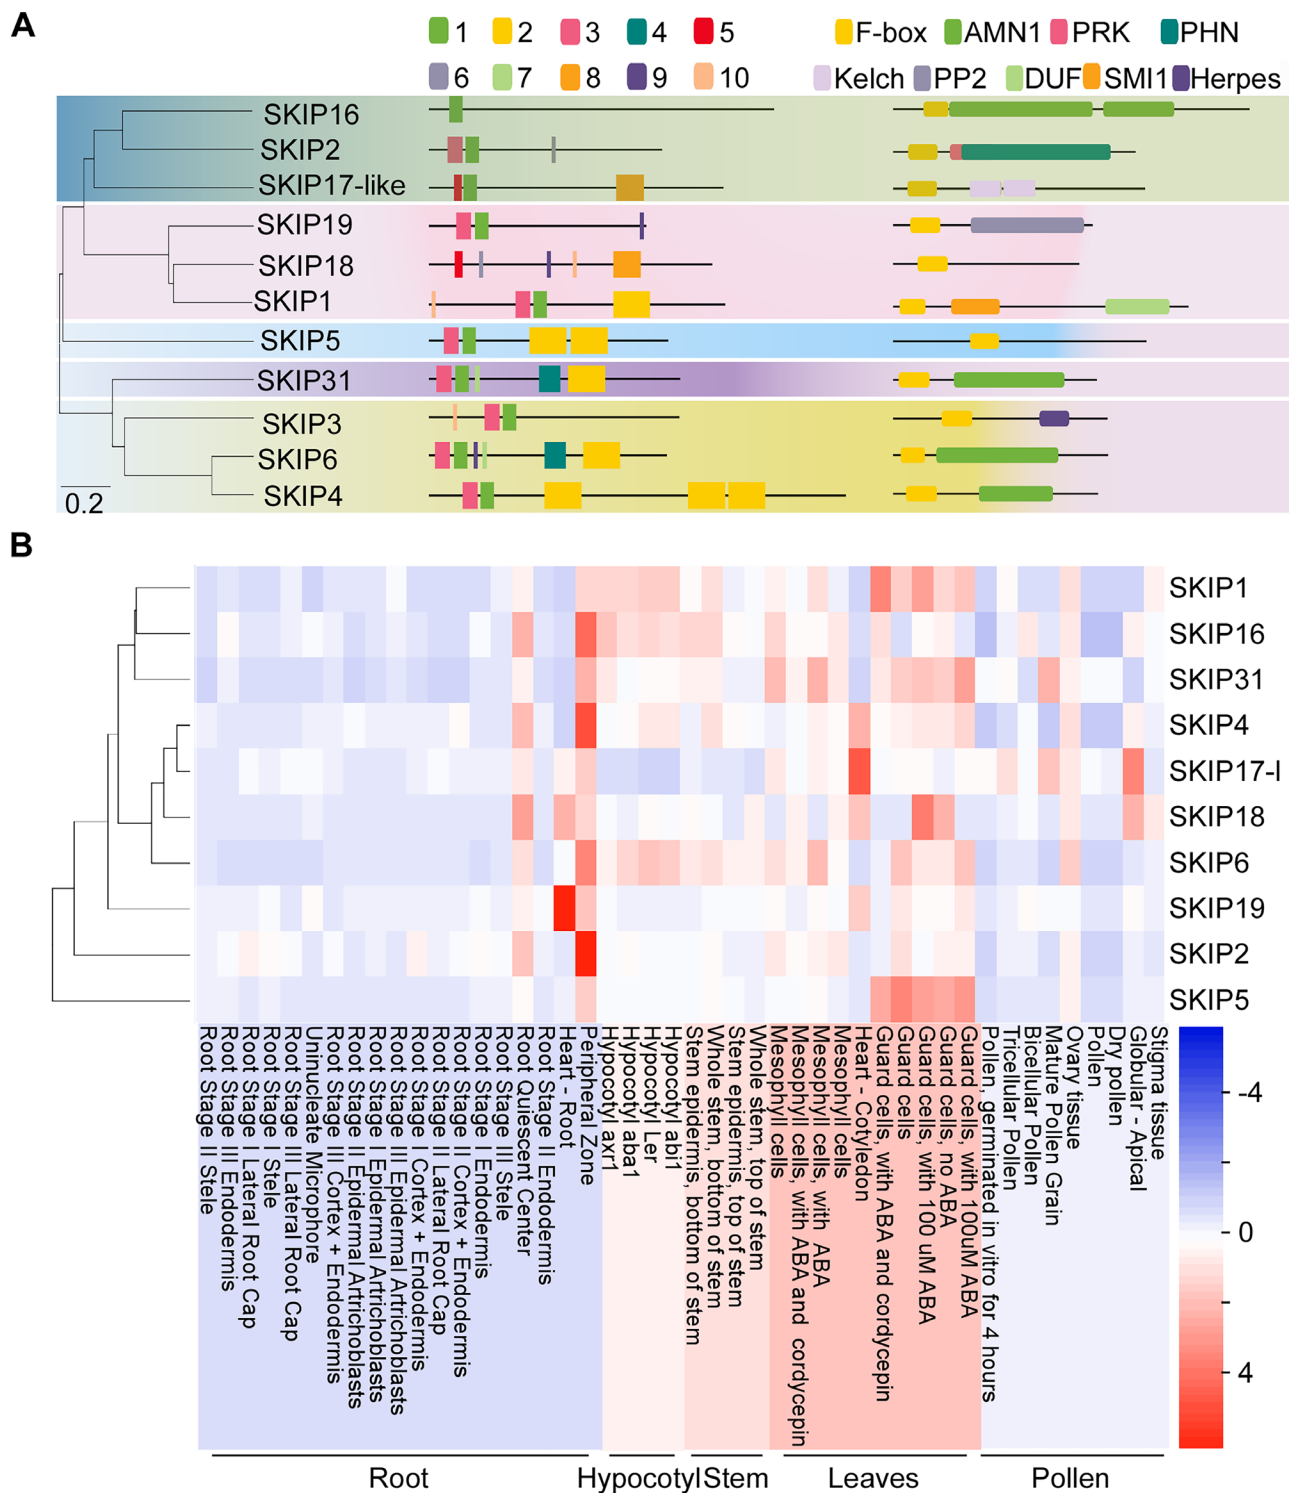 A
1 2 3 4 5 F-box AMN1 PRK PHN
6 7 8 9 10 Kelch PP2 DUF SMI1 Herpes
SKIP16
SKIP2
SKIP17-like
SKIP19
SKIP18
SKIP1
SKIP5
SKIP31
SKIP3
SKIP6
SKIP4
0.2
B
SKIP1
SKIP16
SKIP31
SKIP4
SKIP17-l
SKIP18
SKIP6
SKIP19
SKIP2
SKIP5
Root Stage II Stele
Root Stage III Endodermis
Root Stage I Lateral Root Cap
Root Stage I Stele
Root Stage III Lateral Root Cap
Uninucleate Microphore
Root Stage III Cortex + Endodermis
Root Stage II Epidermal Artrichoblasts
Root Stage I Epidermal Artrichoblasts
Root Stage III Epidermal Artrichoblasts
Root Stage I Cortex + Endodermis
Root Stage II Lateral Root Cap
Root Stage II Cortex + Endodermis
Root Stage I Endodermis
Root Stage III Stele
Root Quiescent Center
Root Stage II Endodermis
Heart - Root
Peripheral Zone
Hypocotyl axr1
Hypocotyl aba1
Hypocotyl Ler
Hypocotyl abi1
Stem epidermis, bottom of stem
Whole stem, bottom of stem
Stem epidermis, top of stem
Whole stem, top of stem
Mesophyll cells
Mesophyll cells, with ABA and cordycepin
Mesophyll cells, with ABA
Mesophyll cells
Heart - Cotyledon
Guard cells, with ABA and cordycepin
Guard cells
Guard cells, with 100 uM ABA
Guard cells, no ABA
Guard cells, with 100uM ABA
Pollen, germinated in vitro for 4 hours
Tricellular Pollen
Bicellular Pollen
Mature Pollen Grain
Ovary tissue
Pollen
Dry pollen
Globular - Apical
Stigma tissue
-4
0
4
Root Hypocotyl Stem Leaves Pollen